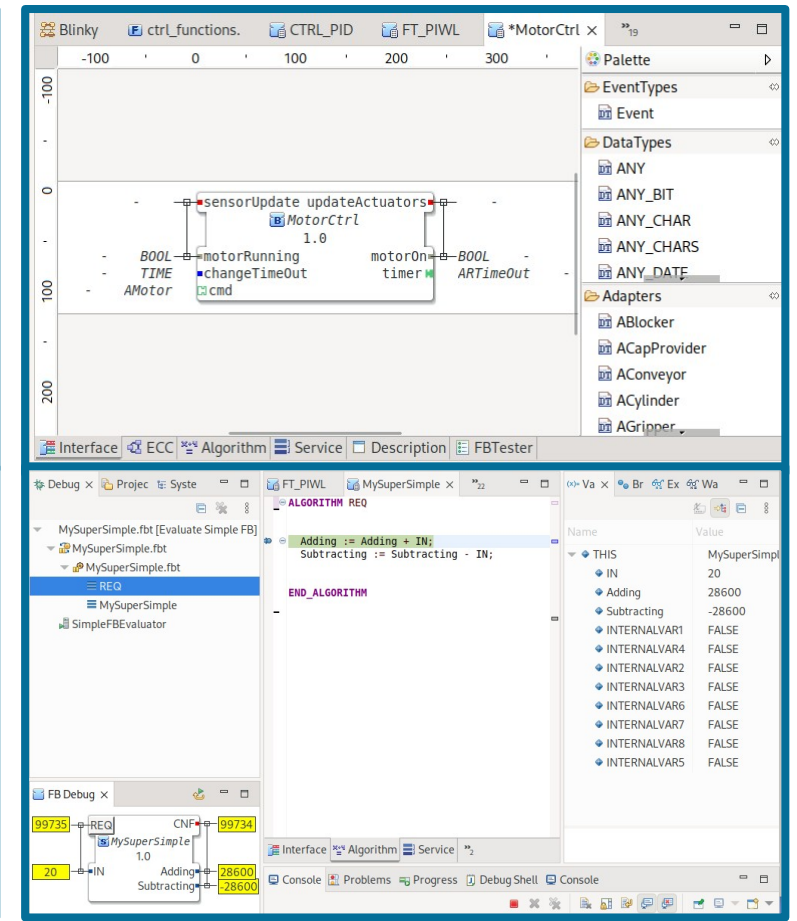 Blinky ctrl_functions. CTRL_PID FT_PIWL *MotorCtrl »19
-100 0 100 200 300
Palette
-100
0
100
200
EventTypes
Event
DataTypes
ANY
ANY_BIT
ANY_CHAR
ANY_CHARS
ANY_DATE
Adapters
ABlocker
ACapProvider
AConveyor
ACylinder
AGripper
- sensorUpdate updateActuators -
B MotorCtrl
1.0
- BOOL motorRunning motorOn BOOL -
- TIME changeTimeOut timer ARTimeOut -
- AMotor cmd
Interface ECC Algorithm Service Description FBTester
Debug Projec Syste
MySuperSimple.fbt [Evaluate Simple FB]
MySuperSimple.fbt
MySuperSimple.fbt
REQ
MySuperSimple
SimpleFBEvaluator
FT_PIWL MySuperSimple »22
ALGORITHM REQ
Adding := Adding + IN;
Subtracting := Subtracting - IN;
END_ALGORITHM
Interface Algorithm Service »2
(x)= Va Br Ex Wa
Name Value
THIS MySuperSimpl
IN 20
Adding 28600
Subtracting -28600
INTERNALVAR1 FALSE
INTERNALVAR4 FALSE
INTERNALVAR2 FALSE
INTERNALVAR3 FALSE
INTERNALVAR6 FALSE
INTERNALVAR7 FALSE
INTERNALVAR8 FALSE
INTERNALVAR5 FALSE
FB Debug
99735 REQ CNF 99734
S MySuperSimple
1.0
20 IN Adding 28600
Subtracting -28600
Console Problems Progress Debug Shell Console